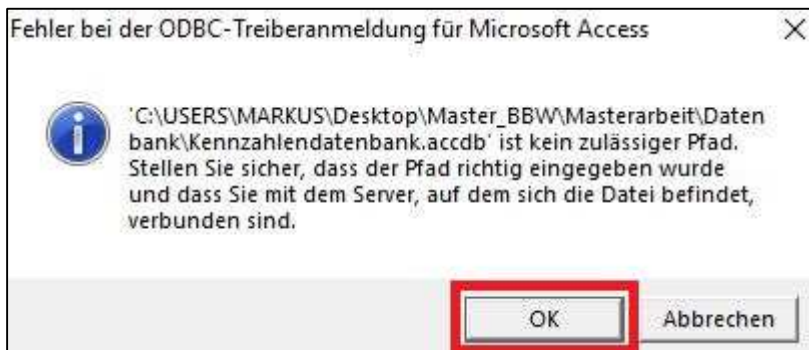 Fehler bei der ODBC-Treiberanmeldung für Microsoft Access
'C:\USERS\MARKUS\Desktop\Master_BBW\Masterarbeit\Daten
bank\Kennzahlendatenbank.accdb' ist kein zulässiger Pfad.
Stellen Sie sicher, dass der Pfad richtig eingegeben wurde
und dass Sie mit dem Server, auf dem sich die Datei befindet,
verbunden sind.
OK Abbrechen